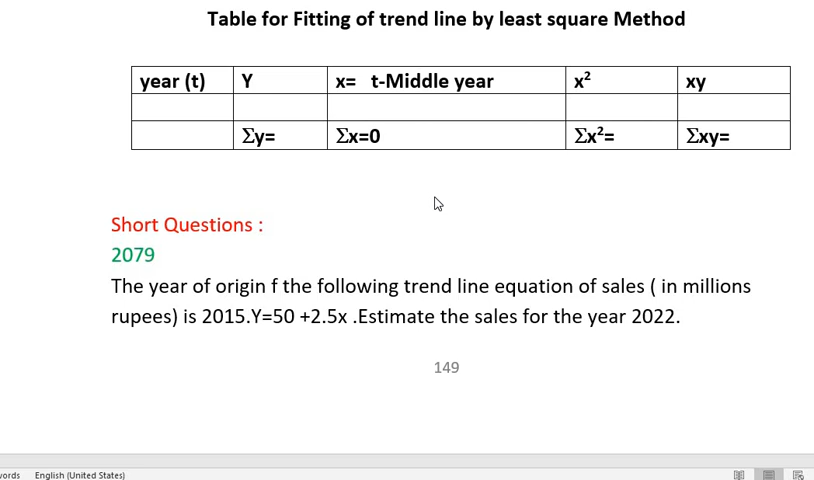 Table for Fitting of trend line by least square Method
year (t) Y x= t-Middle year x² xy
Σy= Σx=0 Σx²= Σxy=
Short Questions :
2079
The year of origin f the following trend line equation of sales ( in millions
rupees) is 2015.Y=50 +2.5x .Estimate the sales for the year 2022.
149
English (United States)